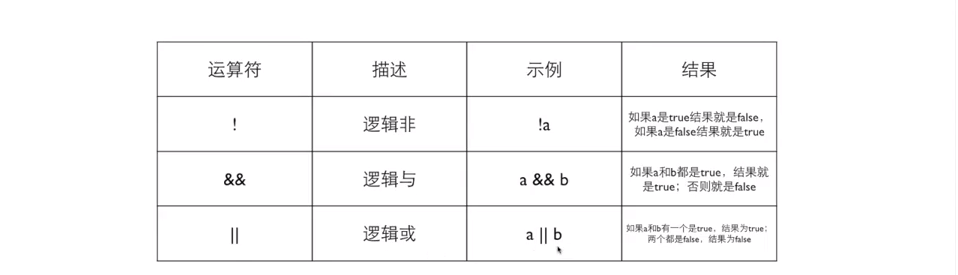 运算符 描述 示例 结果
! 逻辑非 !a 如果a是true结果就是false，
如果a是false结果就是true
&& 逻辑与 a && b 如果a和b都是true，结果就
是true；否则就是false
|| 逻辑或 a || b 如果a和b有一个是true，结果为true；
两个都是false，结果为false